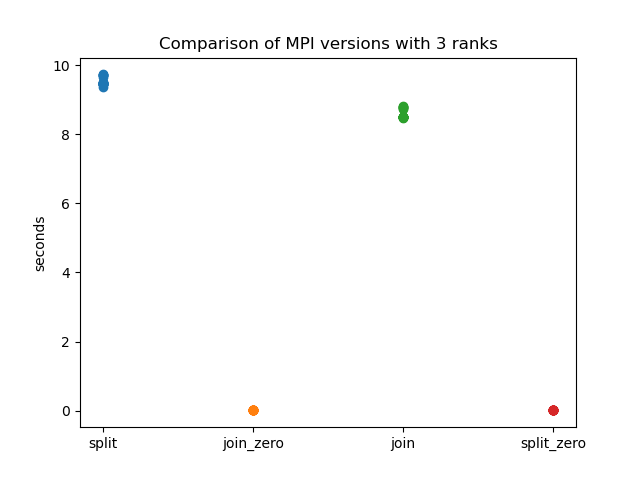 Comparison of MPI versions with 3 ranks
10
8
6
4
2
0
seconds
split
join_zero
join
split_zero